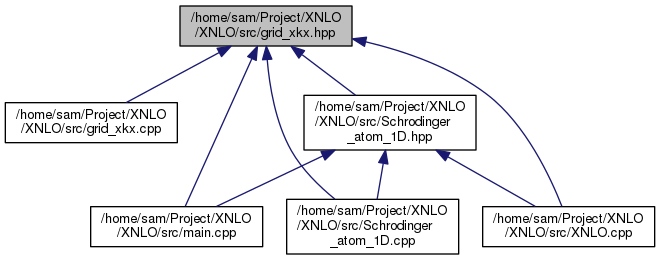 /home/sam/Project/XNLO
/XNLO/src/grid_xkx.hpp
/home/sam/Project/XNLO
/XNLO/src/grid_xkx.cpp
/home/sam/Project/XNLO
/XNLO/src/Schrodinger
_atom_1D.hpp
/home/sam/Project/XNLO
/XNLO/src/main.cpp
/home/sam/Project/XNLO
/XNLO/src/Schrodinger
_atom_1D.cpp
/home/sam/Project/XNLO
/XNLO/src/XNLO.cpp